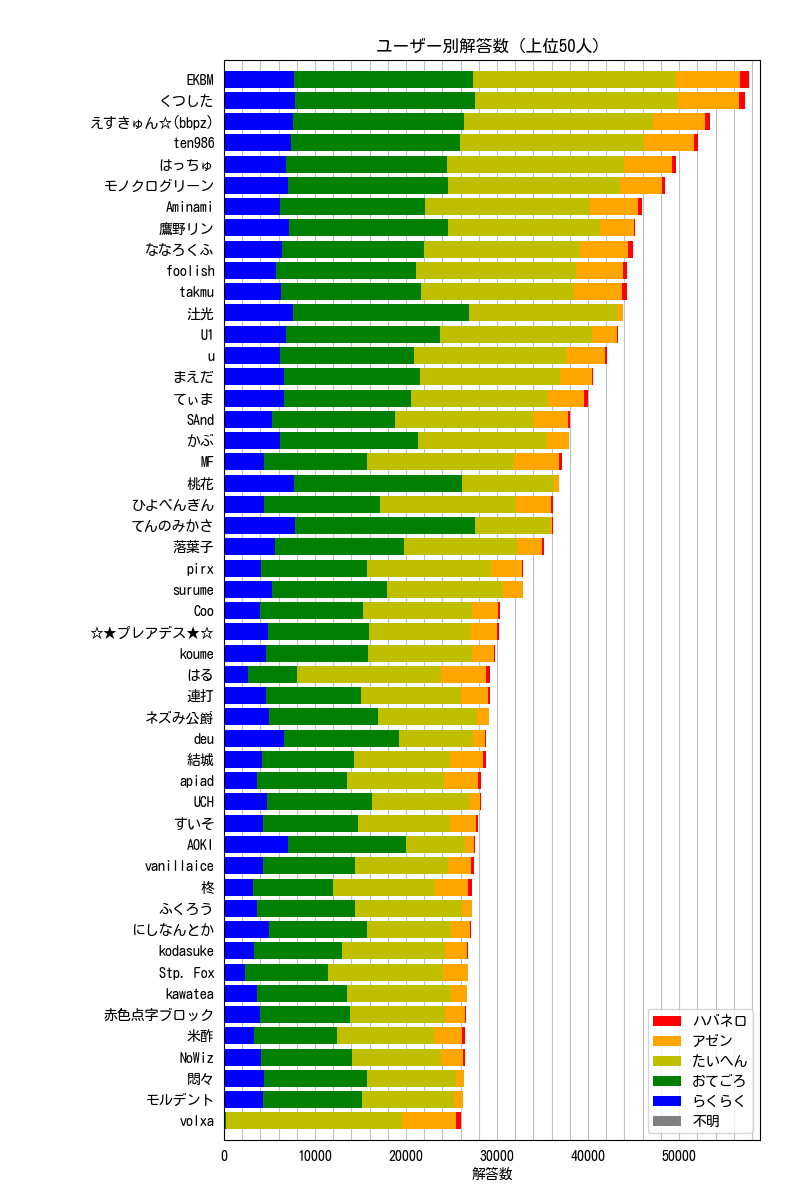 ユーザー別解答数（上位50人）
EKBM
くつした
えすきゅん☆(bbpz)
ten986
はっちゅ
モノクログリーン
Aminami
鷹野リン
ななろくふ
foolish
takmu
汢光
U1
u
まえだ
てぃま
SAnd
かぶ
MF
桃花
ひよぺんぎん
てんのみかさ
落葉子
pirx
surume
Coo
☆★プレアデス★☆
koume
はる
連打
ネズみ公爵
deu
結城
apiad
UCH
すいそ
AOKI
vanillaice
柊
ふくろう
にしなんとか
kodasuke
Stp. Fox
kawatea
赤色点字ブロック
米酢
NoWiz
悶々
モルデント
volxa
ハバネロ
アゼン
たいへん
おてごろ
らくらく
不明
0 10000 20000 30000 40000 50000
解答数